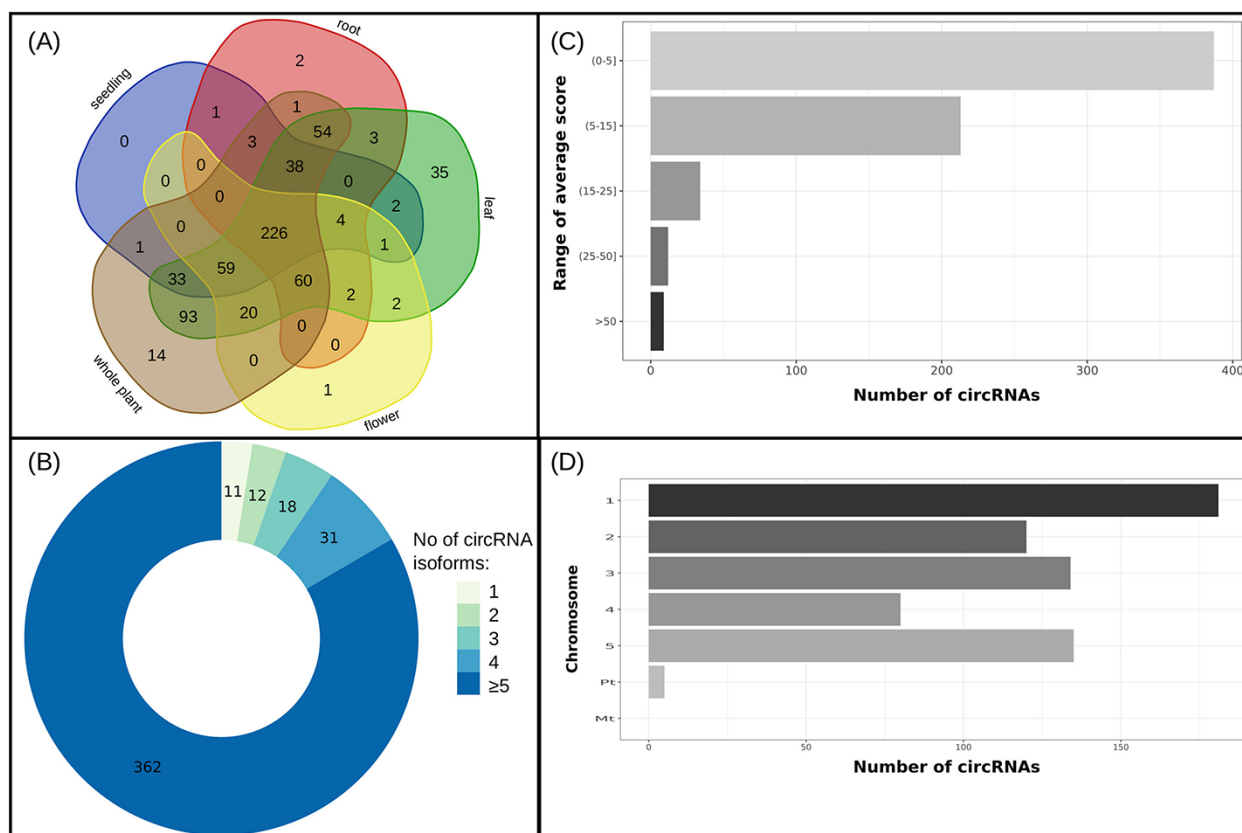 (A)
root
2
seedling
1
1
54
3
3
0
38
35
0
0
0
2
leaf
0
4
0
226
1
1
59
33
60
2
2
93
20
0
0
14
0
1
whole plant
flower
(B)
11
12
18
31
362
No of circRNA
isoforms:
1
2
3
4
≥5
(C)
Range of average score
(0-5]
(5-15]
(15-25]
(25-50]
>50
0 100 200 300 400
Number of circRNAs
(D)
Chromosome
1
2
3
4
5
Pt
Mt
0 50 100 150
Number of circRNAs